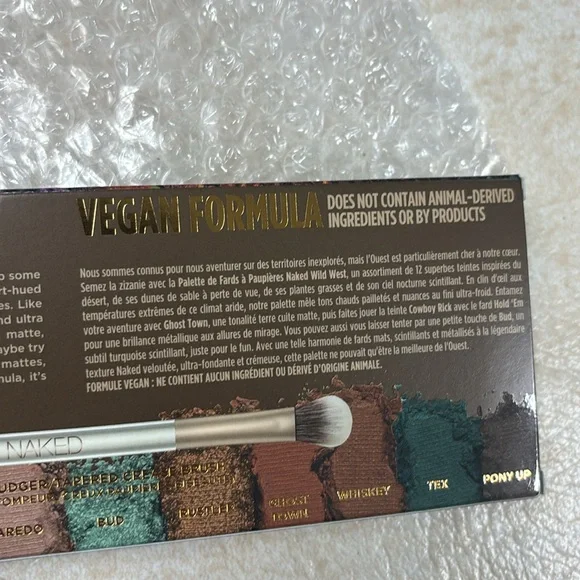 VEGAN FORMULA DOES NOT CONTAIN ANIMAL-DERIVED
INGREDIENTS OR BY PRODUCTS
some
rt-hued
es. Like
nd ultra
matte,
aybe try
mattes,
mula, it's
Nous sommes connus pour nous aventurer sur des territoires inexplorés, mais l'Ouest est particulièrement cher à notre cœur.
Semez la zizanie avec la Palette de Fards à Paupières Naked Wild West, un assortiment de 12 superbes teintes inspirées du
désert, de ses dunes de sable à perte de vue, de ses plantes grasses et de son ciel nocturne scintillant. En clin d'œil aux
températures extrêmes de ce climat aride, notre palette mêle tons chauds pailletés et nuances au fini ultra-froid. Entamez
votre aventure avec Ghost Town, une tonalité terre cuite matte, puis faites jouer la teinte Cowboy Rick avec le fard Hold 'Em
pour une brillance métallique aux allures de mirage. Vous pouvez aussi vous laisser tenter par une petite touche de Bud, un
subtil turquoise scintillant, juste pour le fun. Avec une telle harmonie de fards mats, scintillants et métallisés à la légendaire
texture Naked veloutée, ultra-fondante et crémeuse, cette palette ne pouvait qu'être la meilleure de l'Ouest.
FORMULE VEGAN : NE CONTIENT AUCUN INGRÉDIENT OU DÉRIVÉ D'ORIGINE ANIMALE.
NAKED
UDGER/TAPERED CREASE BRUSH
AREDO
BUD
RUSTLER
GHOST
TOWN
WHISKEY
TEX
PONY UP